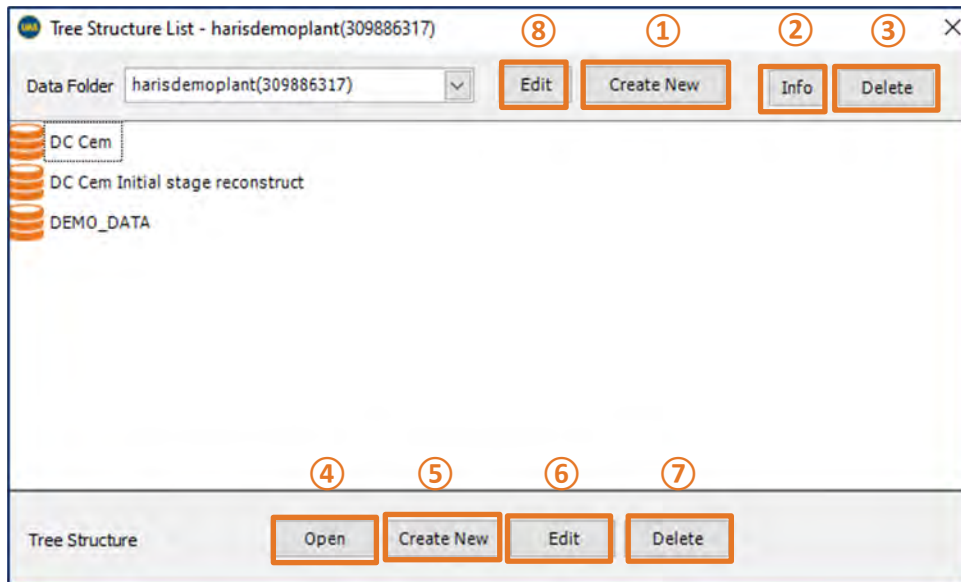 UAS Tree Structure List - harisdemoplant(309886317)
⑧ ① ② ③
Data Folder harisdemoplant(309886317) Edit Create New Info Delete
DC Cem
DC Cem Initial stage reconstruct
DEMO_DATA
④ ⑤ ⑥ ⑦
Tree Structure Open Create New Edit Delete